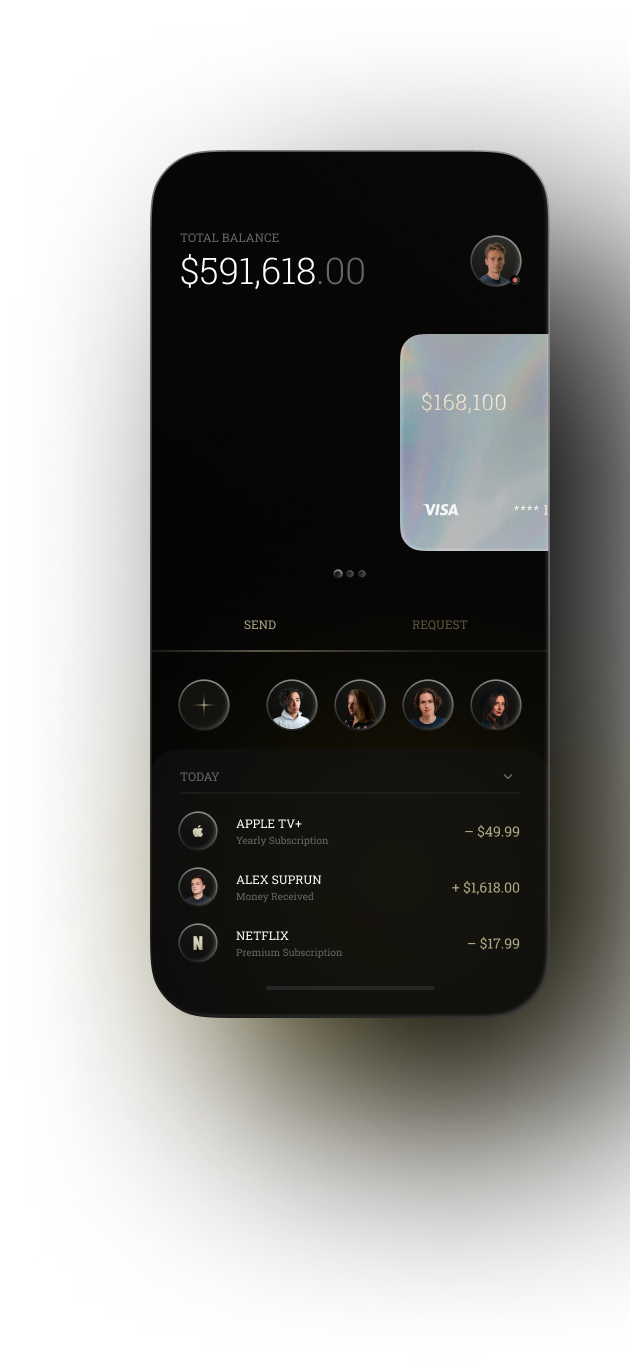 TOTAL BALANCE
$591,618.00
$168,100
VISA
**** 1
SEND
REQUEST
TODAY
APPLE TV+
Yearly Subscription
– $49.99
ALEX SUPRUN
Money Received
+ $1,618.00
N
NETFLIX
Premium Subscription
– $17.99